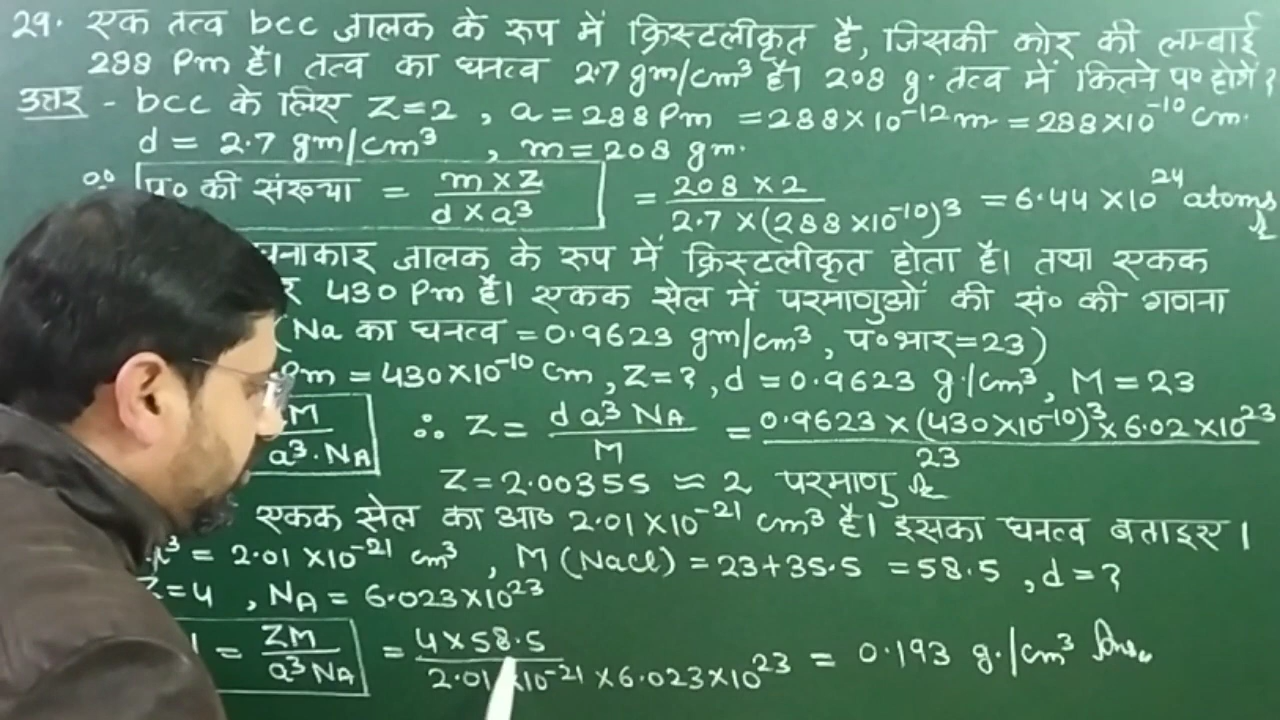 29. एक तत्व bcc जालक के रूप में क्रिस्टलीकृत है, जिसकी कोर की लम्बाई
288 Pm है। तत्व का घनत्व 2.7 gm/cm³ है। 208 g. तत्व में कितने प० होंगे?
उत्तर - bcc के लिए Z=2 , a = 288 Pm = 288×10⁻¹² m = 288×10⁻¹⁰ cm.
d = 2.7 gm/cm³ , m = 208 gm.
प० की संख्या = m×Z / d×a³ = 208×2 / 2.7×(288×10⁻¹⁰)³ = 6.44×10²⁴ atoms
घनाकार जालक के रूप में क्रिस्टलीकृत होता है। तथा एकक
430 Pm है। एकक सेल में परमाणुओं की सं० की गणना
(Na का घनत्व = 0.9623 gm/cm³, प० भार = 23)
Pm = 430×10⁻¹⁰ cm, Z=?, d = 0.9623 g./cm³, M = 23
M / a³.NA ∴ Z = d a³ NA / M = 0.9623×(430×10⁻¹⁰)³×6.02×10²³ / 23
Z = 2.00355 ≈ 2 परमाणु
एकक सेल का आ० 2.01×10⁻²¹ cm³ है। इसका घनत्व बताइए।
³ = 2.01×10⁻²¹ cm³ , M (NaCl) = 23+35.5 = 58.5 , d = ?
Z=4 , NA = 6.023×10²³
= ZM / a³ NA = 4×58.5 / 2.01×10⁻²¹×6.023×10²³ = 0.193 g./cm³ Ans.